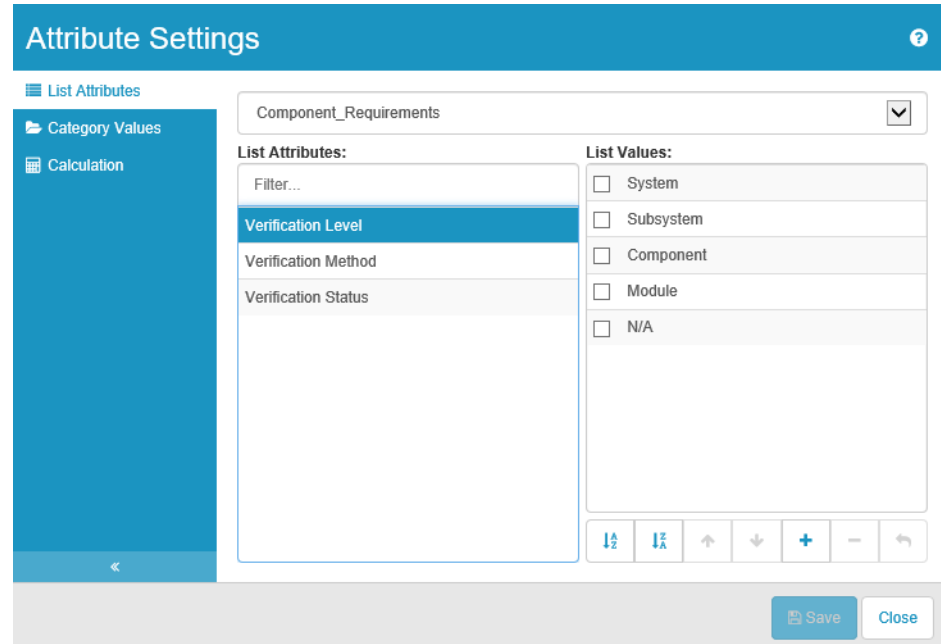 Attribute Settings
List Attributes
Category Values
Calculation
Component_Requirements
List Attributes:
Filter...
Verification Level
Verification Method
Verification Status
List Values:
System
Subsystem
Component
Module
N/A
Save
Close